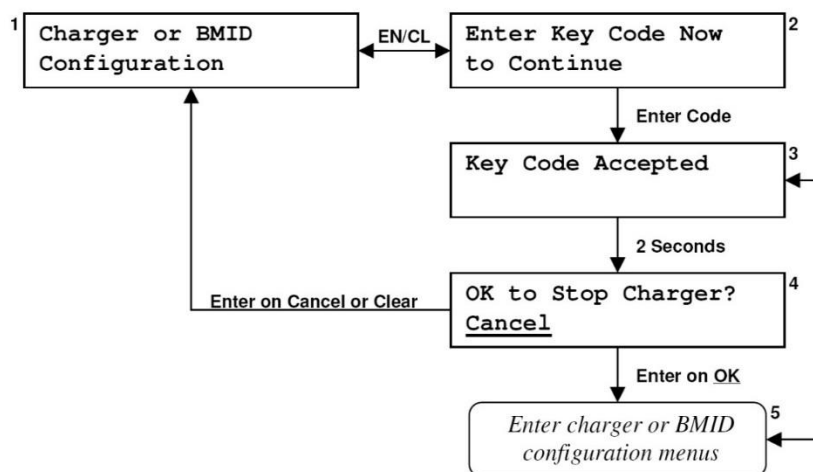 1
Charger or BMID
Configuration
EN/CL
Enter Key Code Now
to Continue
2
Enter Code
Key Code Accepted
3
2 Seconds
OK to Stop Charger?
Cancel
4
Enter on Cancel or Clear
Enter on OK
Enter charger or BMID
configuration menus
5